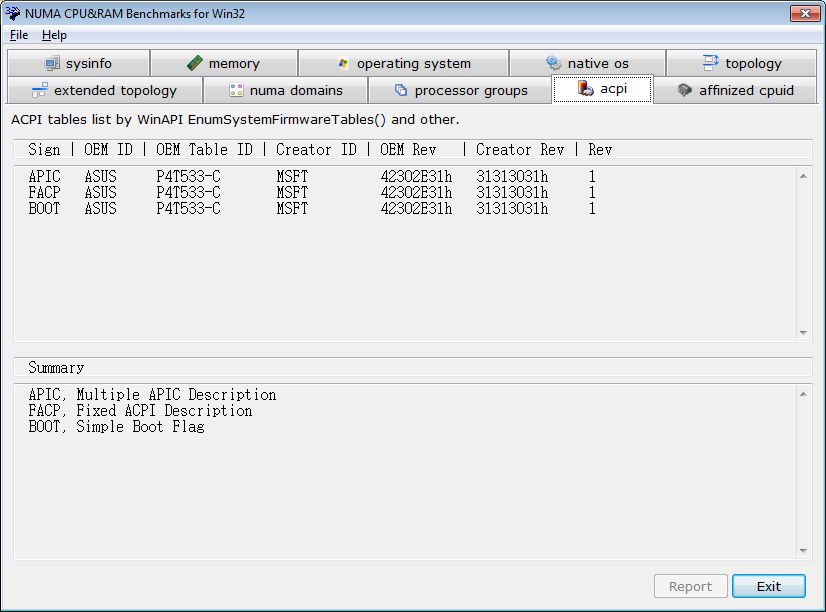 NUMA CPU&RAM Benchmarks for Win32
File Help
sysinfo memory operating system native os topology
extended topology numa domains processor groups acpi affinized cpuid
ACPI tables list by WinAPI EnumSystemFirmwareTables() and other.
Sign | OEM ID | OEM Table ID | Creator ID | OEM Rev | Creator Rev | Rev
APIC ASUS P4T533-C MSFT 42302E31h 31313031h 1
FACP ASUS P4T533-C MSFT 42302E31h 31313031h 1
BOOT ASUS P4T533-C MSFT 42302E31h 31313031h 1
Summary
APIC, Multiple APIC Description
FACP, Fixed ACPI Description
BOOT, Simple Boot Flag
Report Exit